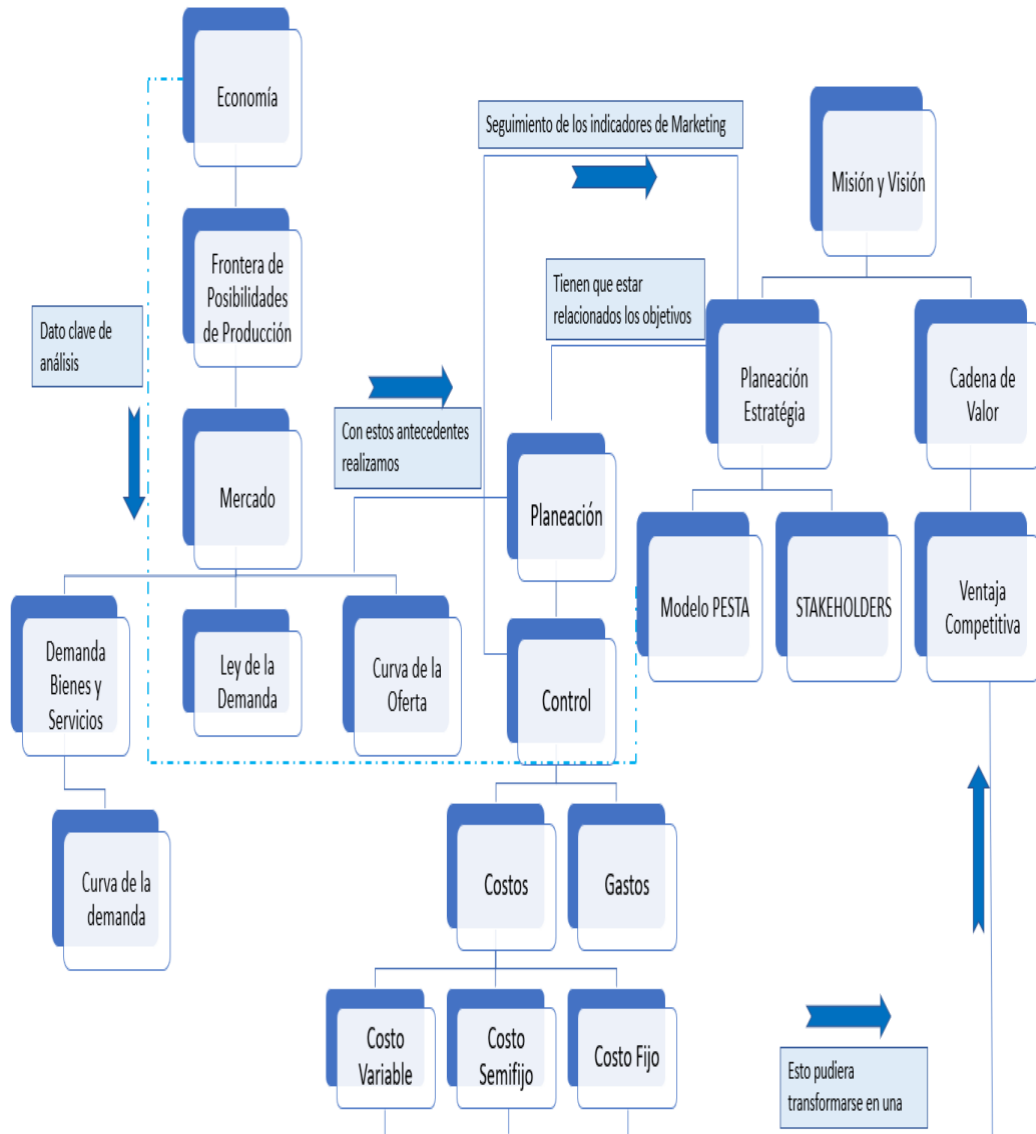 Economía
Seguimiento de los indicadores de Marketing
Misión y Visión
Frontera de
Posibilidades
de Producción
Tienen que estar
relacionados los objetivos
Dato clave de
análisis
Planeación
Estratégia
Cadena de
Valor
Con estos antecedentes
realizamos
Mercado
Planeación
Modelo PESTA
STAKEHOLDERS
Ventaja
Competitiva
Demanda
Bienes y
Servicios
Ley de la
Demanda
Curva de la
Oferta
Control
Curva de la
demanda
Costos
Gastos
Costo
Variable
Costo
Semifijo
Costo Fijo
Esto pudiera
transformarse en una